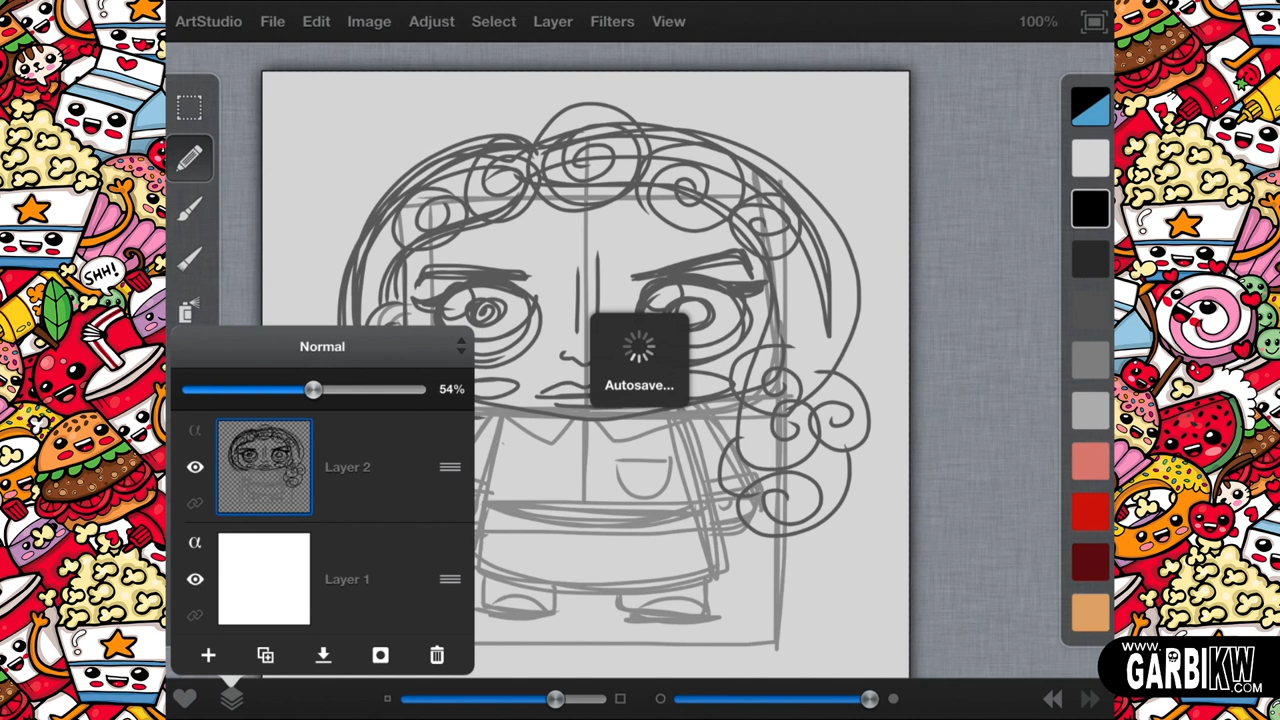 ArtStudio File Edit Image Adjust Select Layer Filters View 100%
SHH!
Normal
54%
Autosave...
α
Layer 2
α
Layer 1
WWW.
GARBIKW
.COM